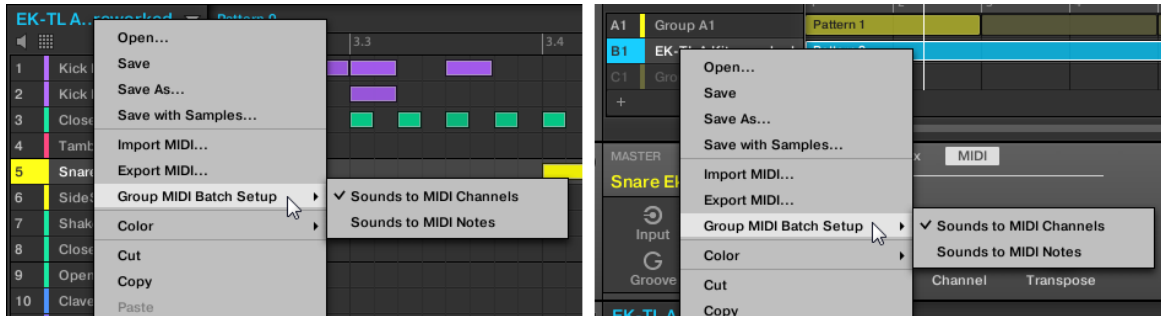 EK-TL A..reworked
Pattern 9
3.3
3.4
1 Kick
2 Kick
3 Close
4 Tamb
5 Snare
6 SideS
7 Shak
8 Close
9 Open
10 Clave
Open...
Save
Save As...
Save with Samples...
Import MIDI...
Export MIDI...
Group MIDI Batch Setup
Color
Cut
Copy
Paste
✓ Sounds to MIDI Channels
Sounds to MIDI Notes
A1 Group A1
Pattern 1
B1 EK-
C1 Gro
+
MASTER
MIDI
Snare
Input
Groove
Channel
Transpose
EK-TL A
Open...
Save
Save As...
Save with Samples...
Import MIDI...
Export MIDI...
Group MIDI Batch Setup
Color
Cut
Copy
✓ Sounds to MIDI Channels
Sounds to MIDI Notes